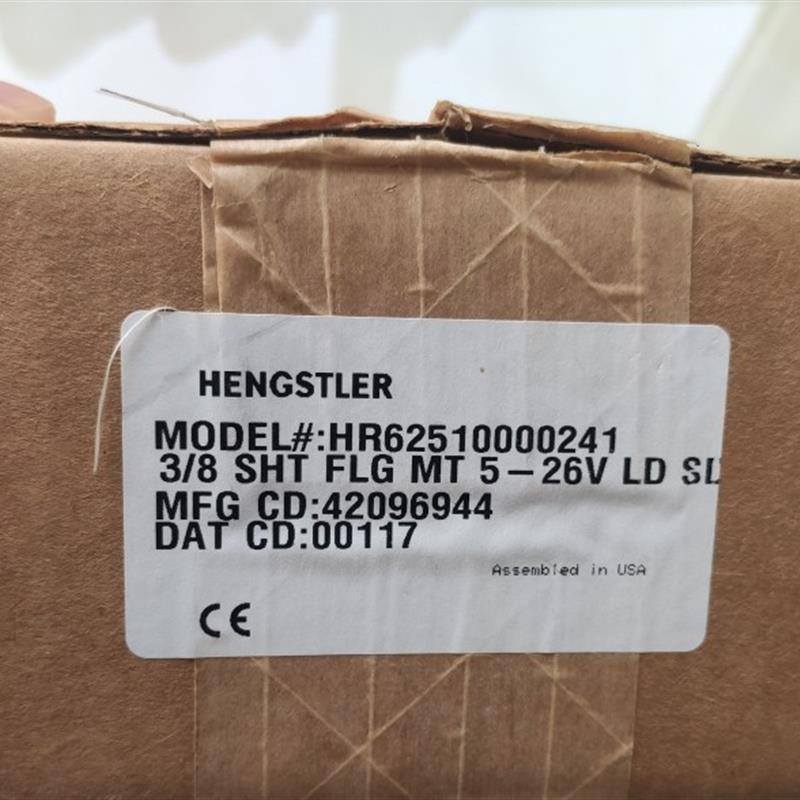 HENGSTLER
MODEL#:HR62510000241
3/8 SHT FLG MT 5-26V LD
MFG CD:42096944
DAT CD:00117
Assembled in USA
CE